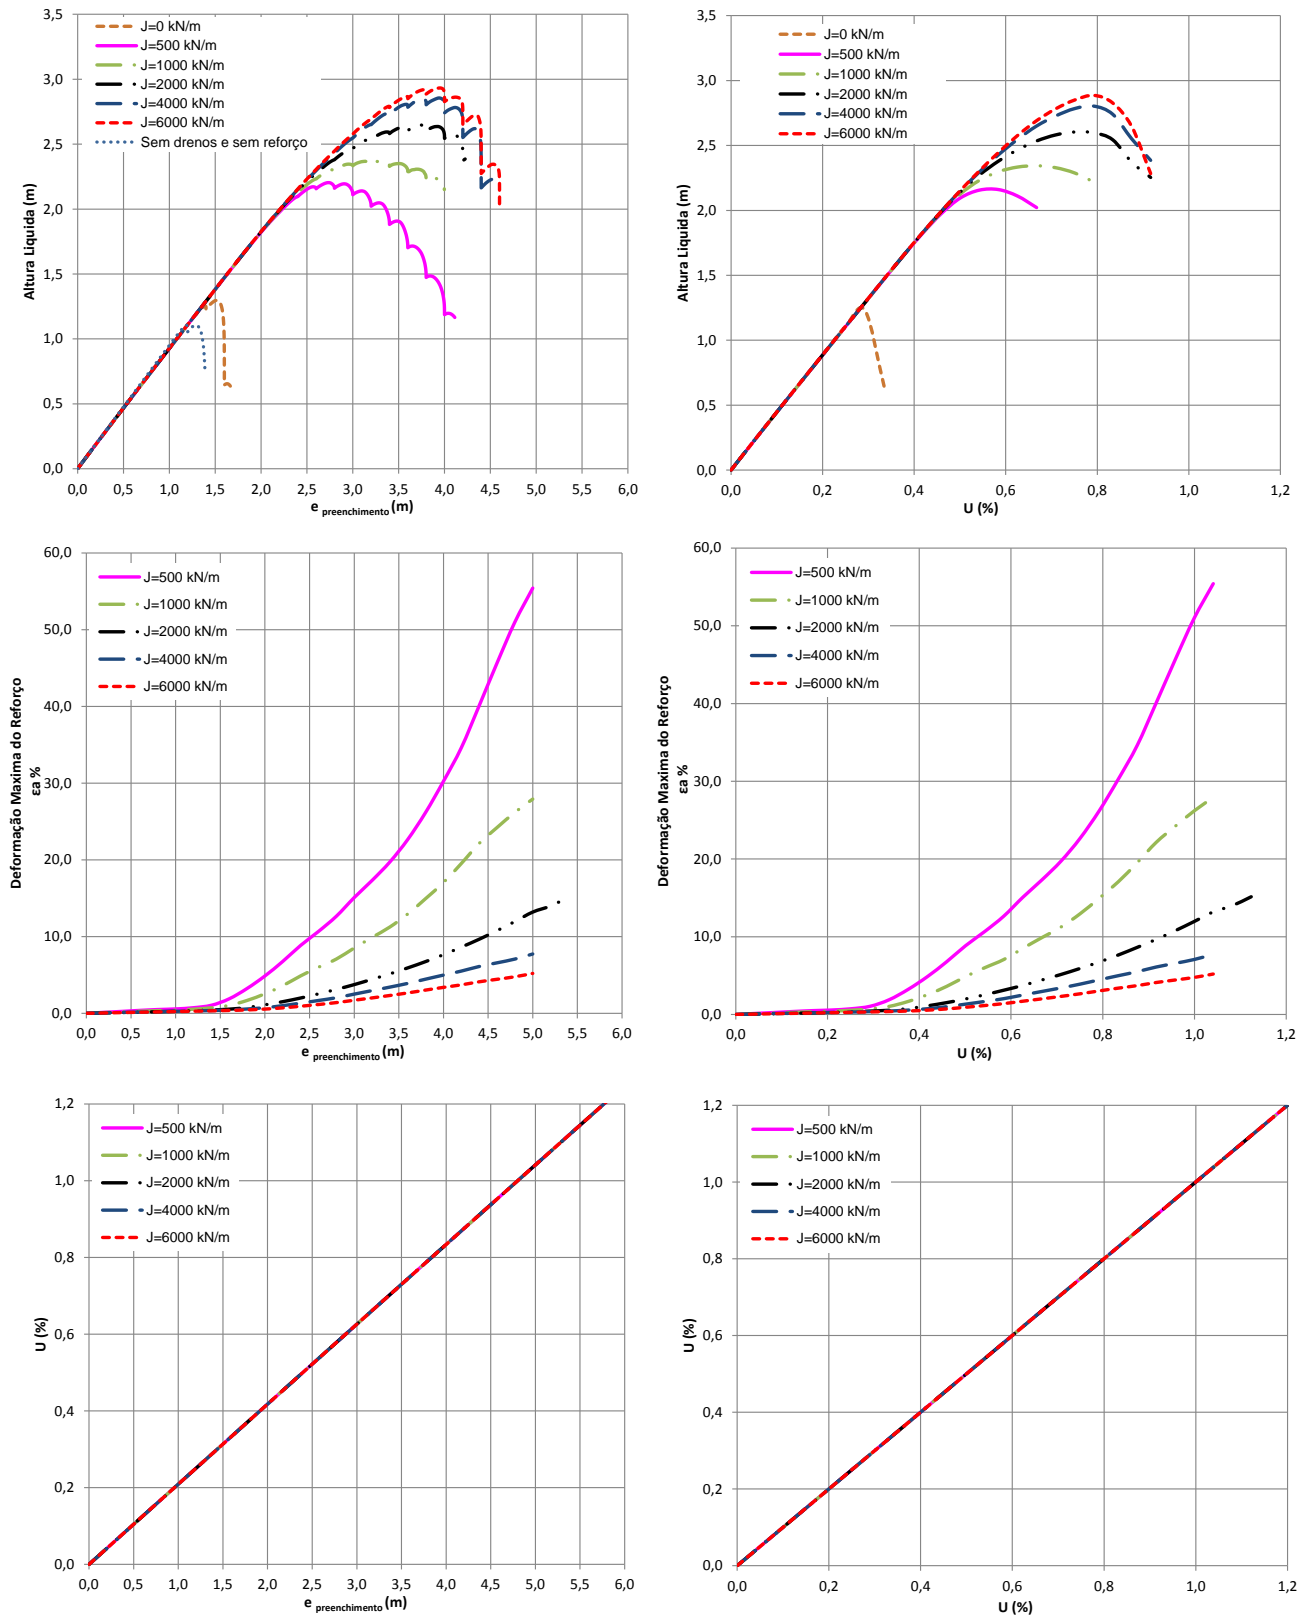 3,5
3,0
2,5
2,0
1,5
1,0
0,5
0,0
Altura Liquida (m)
J=0 kN/m
J=500 kN/m
J=1000 kN/m
J=2000 kN/m
J=4000 kN/m
J=6000 kN/m
Sem drenos e sem reforço
0,0 0,5 1,0 1,5 2,0 2,5 3,0 3,5 4,0 4,5 5,0 5,5 6,0
e preenchimento (m)
3,5
3,0
2,5
2,0
1,5
1,0
0,5
0,0
Altura Liquida (m)
J=0 kN/m
J=500 kN/m
J=1000 kN/m
J=2000 kN/m
J=4000 kN/m
J=6000 kN/m
0,0 0,2 0,4 0,6 0,8 1,0 1,2
U (%)
60,0
50,0
40,0
30,0
20,0
10,0
0,0
Deformação Maxima do Reforço
εa %
J=500 kN/m
J=1000 kN/m
J=2000 kN/m
J=4000 kN/m
J=6000 kN/m
0,0 0,5 1,0 1,5 2,0 2,5 3,0 3,5 4,0 4,5 5,0 5,5 6,0
e preenchimento (m)
60,0
50,0
40,0
30,0
20,0
10,0
0,0
Deformação Maxima do Reforço
εa %
J=500 kN/m
J=1000 kN/m
J=2000 kN/m
J=4000 kN/m
J=6000 kN/m
0,0 0,2 0,4 0,6 0,8 1,0 1,2
U (%)
1,2
1,0
0,8
0,6
0,4
0,2
0,0
U (%)
J=500 kN/m
J=1000 kN/m
J=2000 kN/m
J=4000 kN/m
J=6000 kN/m
0,0 0,5 1,0 1,5 2,0 2,5 3,0 3,5 4,0 4,5 5,0 5,5 6,0
e preenchimento (m)
1,2
1,0
0,8
0,6
0,4
0,2
0,0
U (%)
J=500 kN/m
J=1000 kN/m
J=2000 kN/m
J=4000 kN/m
J=6000 kN/m
0,0 0,2 0,4 0,6 0,8 1,0 1,2
U (%)